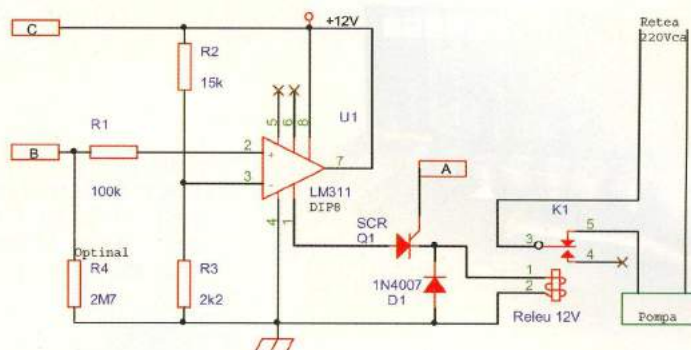 C
+12V
Retea
220Vca
R2
15k
5
6
8
U1
R1
B
2
+
7
100k
3
-
LM311
DIP8
A
4
1
SCR
Q1
K1
3
5
4
Optinal
R4
2M7
R3
2k2
1N4007
D1
1
2
Releu 12V
Pompa